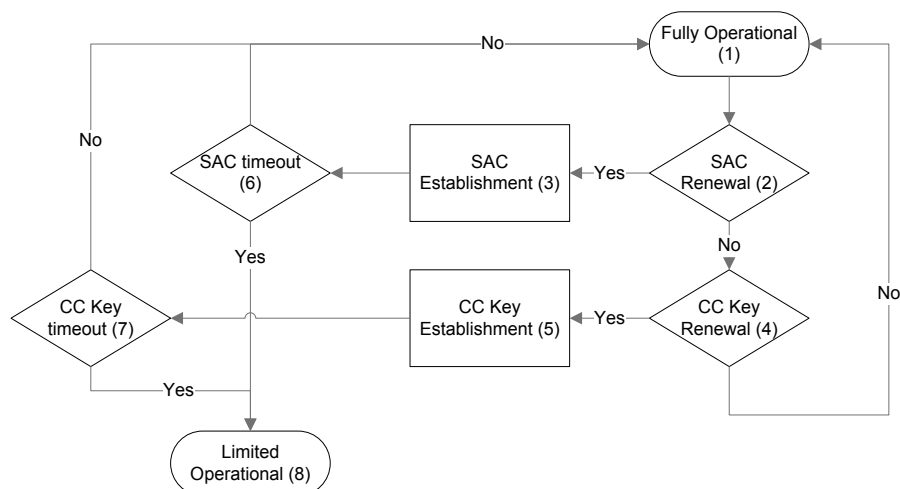 No
Fully Operational
(1)
No
SAC timeout
(6)
SAC
Establishment (3)
Yes
SAC
Renewal (2)
Yes
No
No
CC Key
timeout (7)
CC Key
Establishment (5)
Yes
CC Key
Renewal (4)
Yes
Limited
Operational (8)